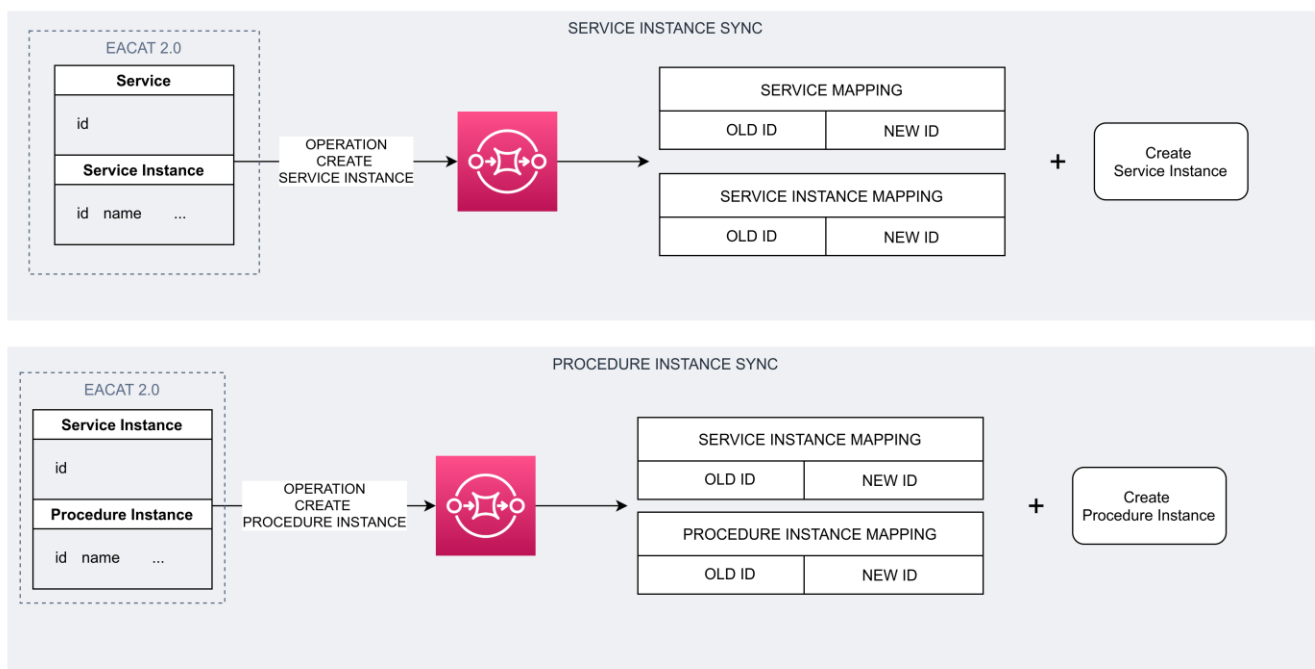 SERVICE INSTANCE SYNC
EACAT 2.0
Service
id
Service Instance
id name ...
OPERATION
CREATE
SERVICE INSTANCE
SERVICE MAPPING
OLD ID NEW ID
SERVICE INSTANCE MAPPING
OLD ID NEW ID
+
Create
Service Instance
PROCEDURE INSTANCE SYNC
EACAT 2.0
Service Instance
id
Procedure Instance
id name ...
OPERATION
CREATE
PROCEDURE INSTANCE
SERVICE INSTANCE MAPPING
OLD ID NEW ID
PROCEDURE INSTANCE MAPPING
OLD ID NEW ID
+
Create
Procedure Instance